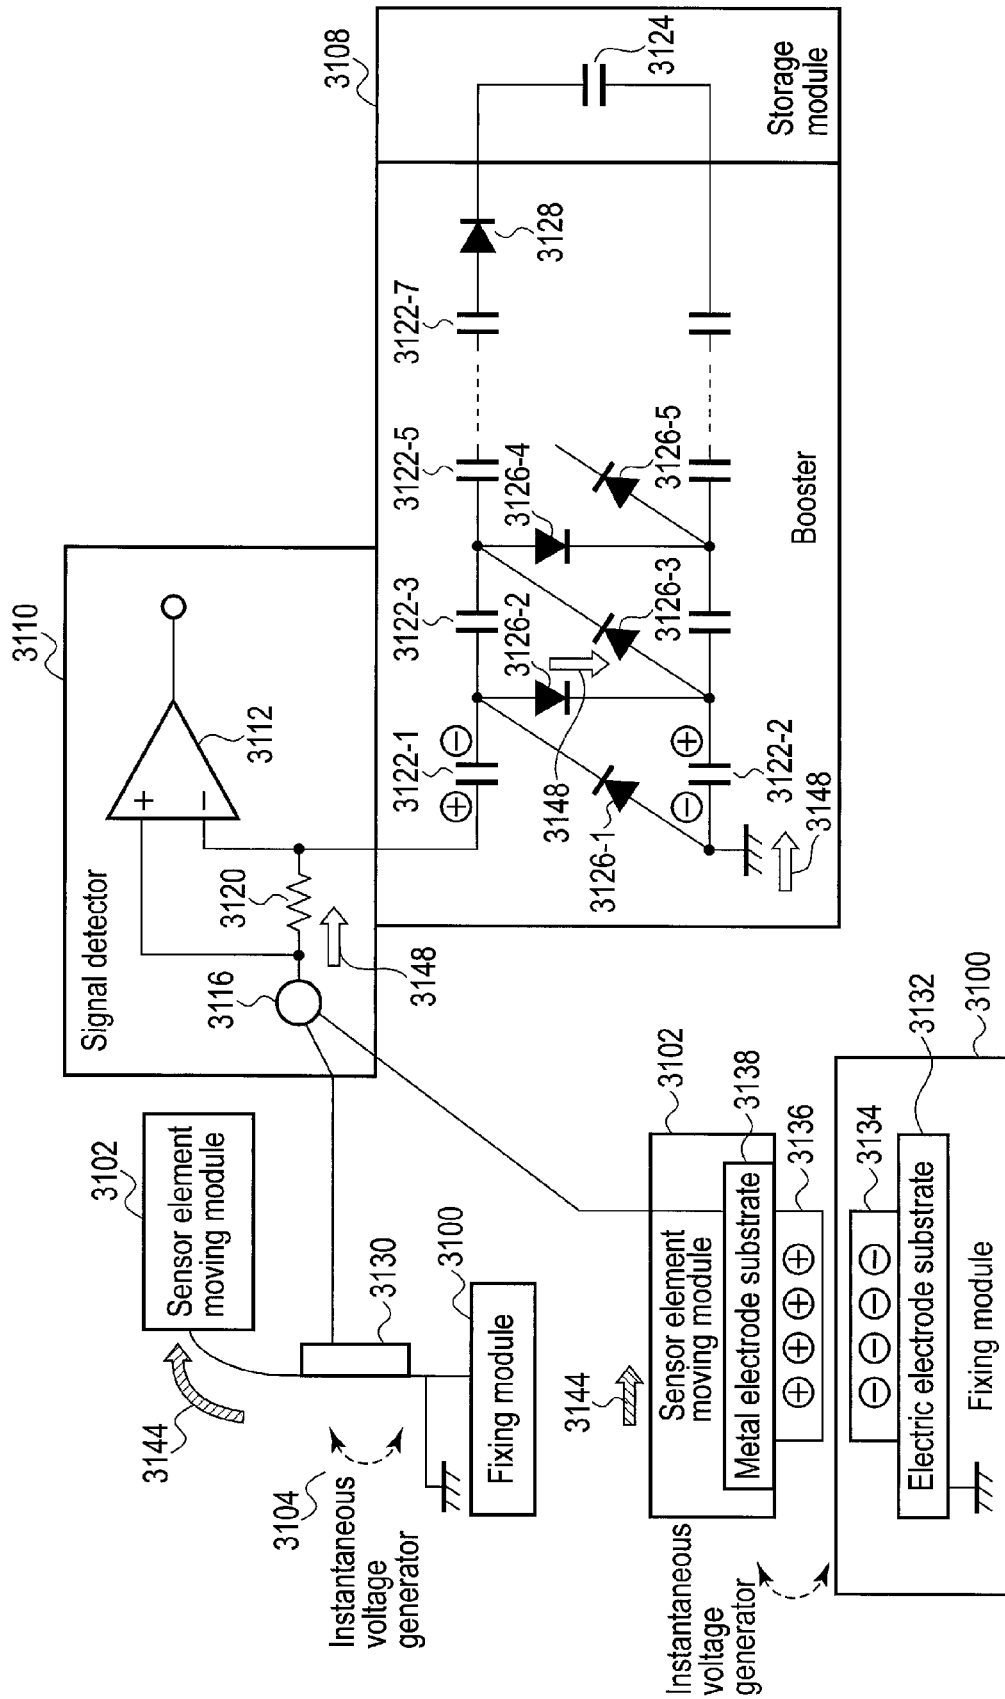 3110
Signal detector
3112
+
−
3116
3120
3148
3108
3122-1
3122-3
3122-5
3122-7
3128
3124
⊕
⊖
3126-2
3126-4
3148
3126-1
3126-3
3126-5
⊖
⊕
3122-2
3148
Booster
Storage
module
3102
Sensor element
moving module
3144
3104
Instantaneous
voltage
generator
3130
3100
Fixing module
3102
3144
Sensor element
moving module
3138
Metal electrode substrate
3136
⊕ ⊕ ⊕ ⊕
Instantaneous
voltage
generator
3134
⊖ ⊖ ⊖ ⊖
3132
Electric electrode substrate
3100
Fixing module